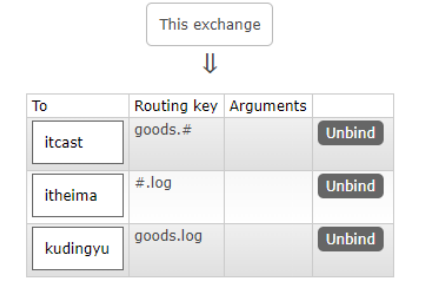 This exchange
⇓
To Routing key Arguments
itcast goods.# Unbind
itheima #.log Unbind
kudingyu goods.log Unbind